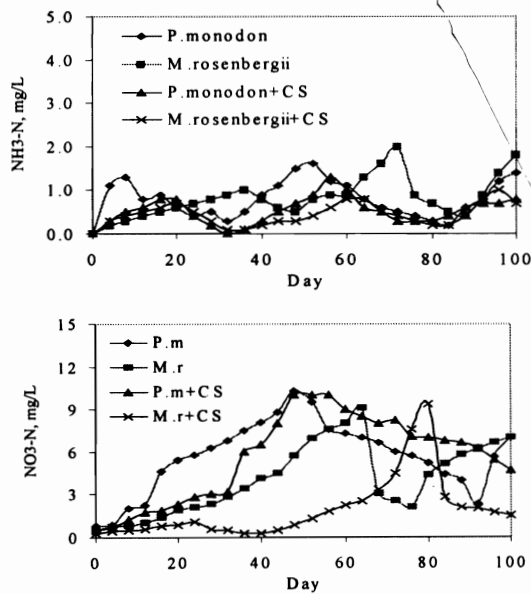 NH3-N, mg/L
5.0
4.0
3.0
2.0
1.0
0.0
P.monodon
M.rosenbergii
P.monodon+CS
M.rosenbergii+CS
0 20 40 60 80 100
Day
NO3-N, mg/L
15
12
9
6
3
0
P.m
M.r
P.m+CS
M.r+CS
0 20 40 60 80 100
Day